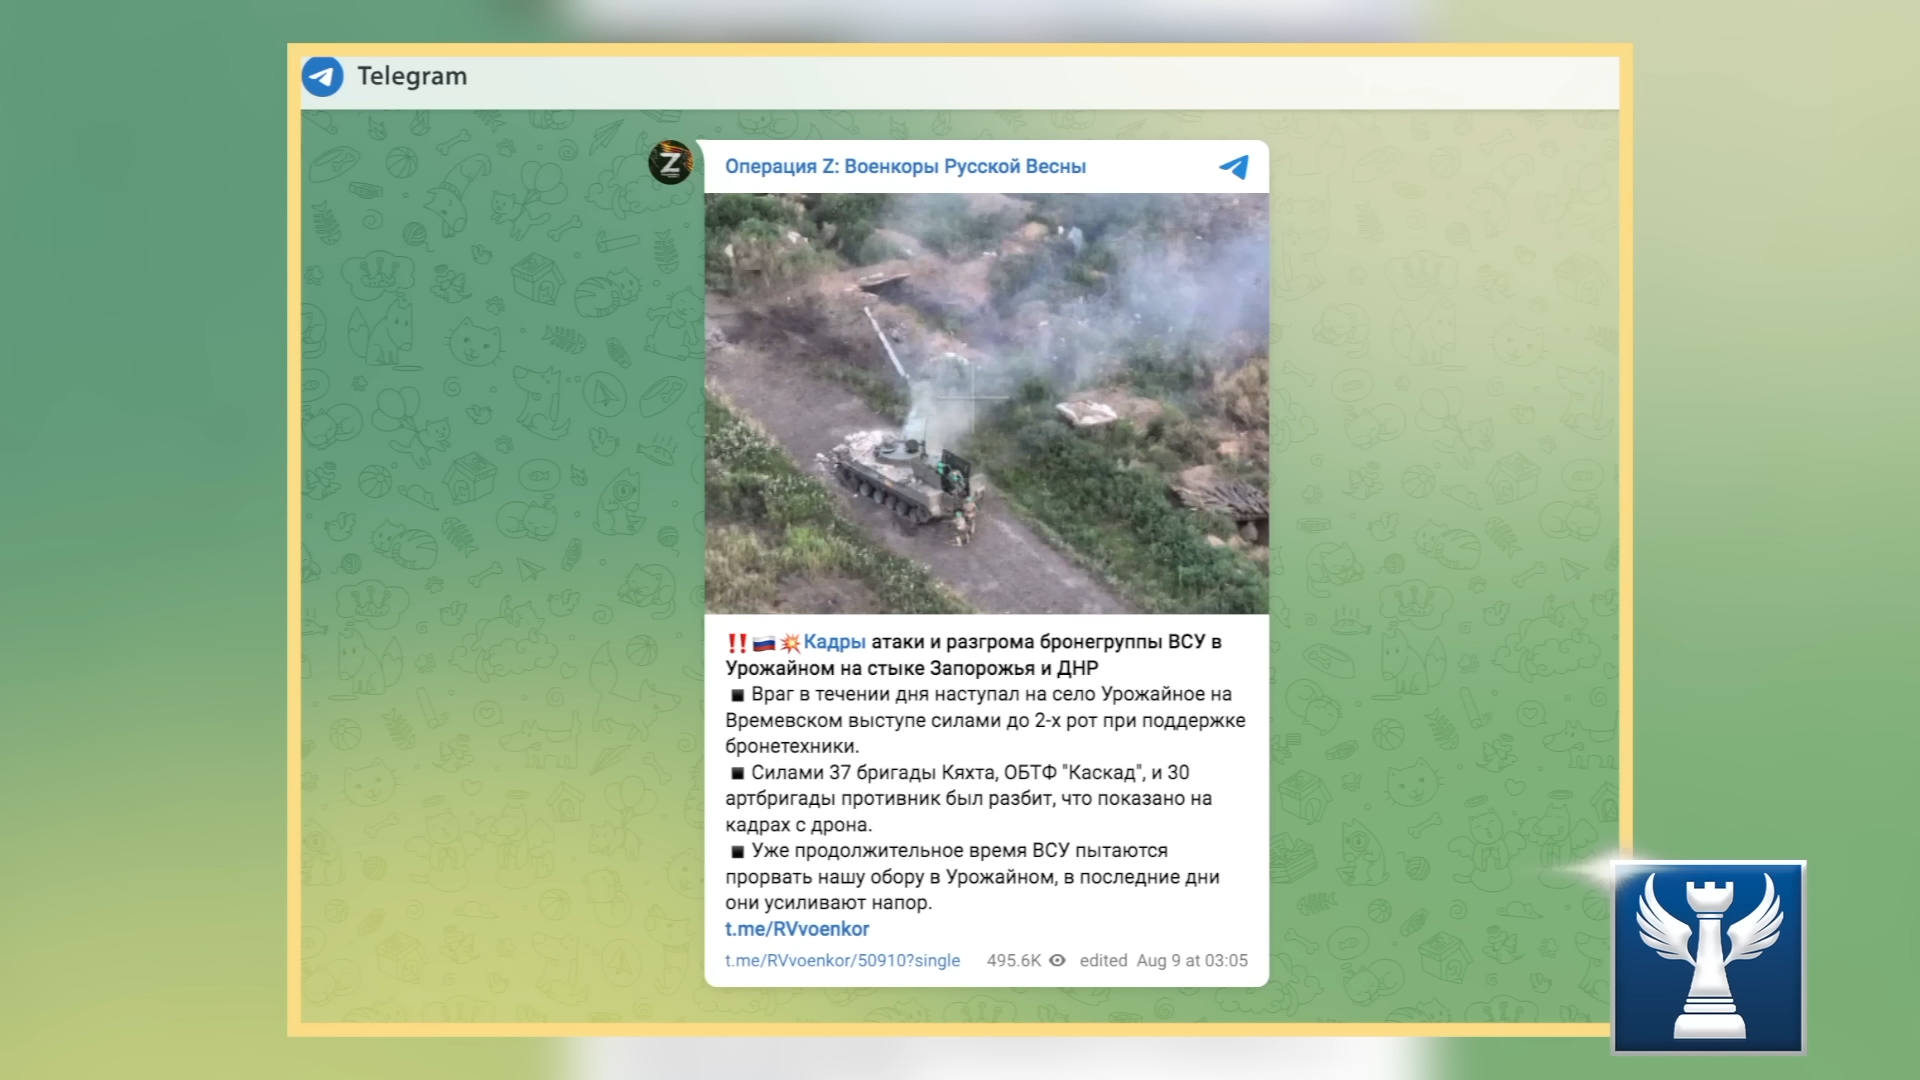 Telegram
Z
Операция Z: Военкоры Русской Весны
‼️🇷🇺💥Кадры атаки и разгрома бронегруппы ВСУ в
Урожайном на стыке Запорожья и ДНР
▪️Враг в течении дня наступал на село Урожайное на
Времевском выступе силами до 2-х рот при поддержке
бронетехники.
▪️Силами 37 бригады Кяхта, ОБТФ "Каскад", и 30
артбригады противник был разбит, что показано на
кадрах с дрона.
▪️Уже продолжительное время ВСУ пытаются
прорвать нашу обору в Урожайном, в последние дни
они усиливают напор.
t.me/RVvoenkor
t.me/RVvoenkor/50910?single 495.6K edited Aug 9 at 03:05